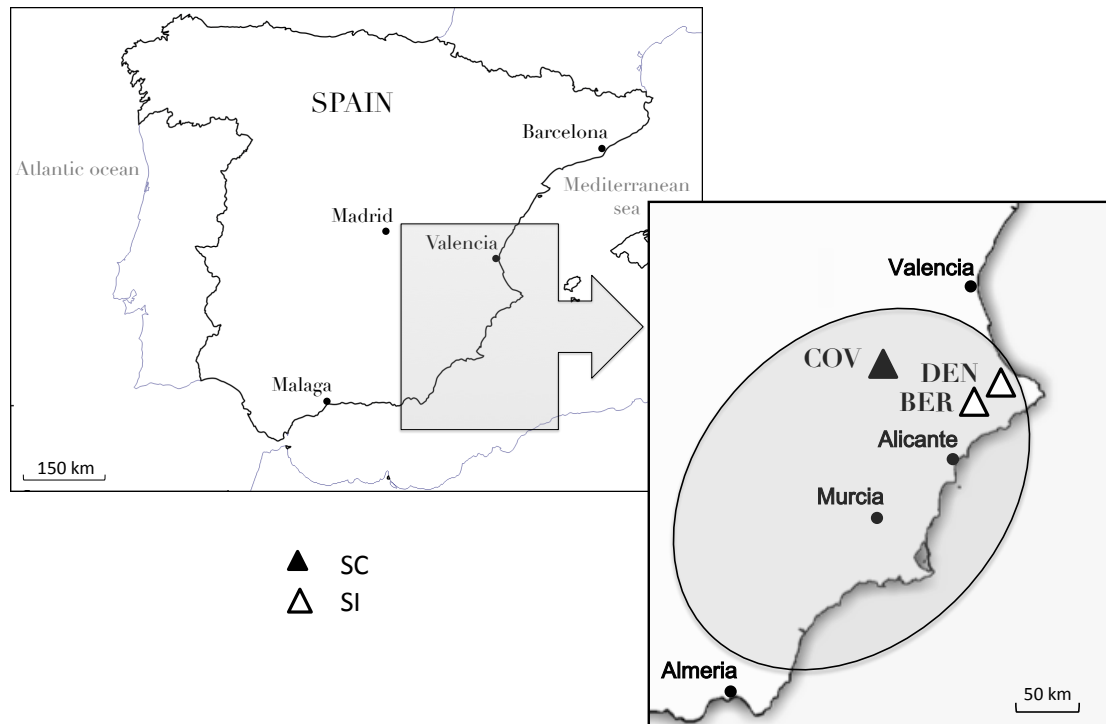 SPAIN
Barcelona
Atlantic ocean
Mediterranean
sea
Madrid
Valencia
Malaga
150 km
Valencia
COV
DEN
BER
Alicante
Murcia
Almeria
50 km
SC
SI